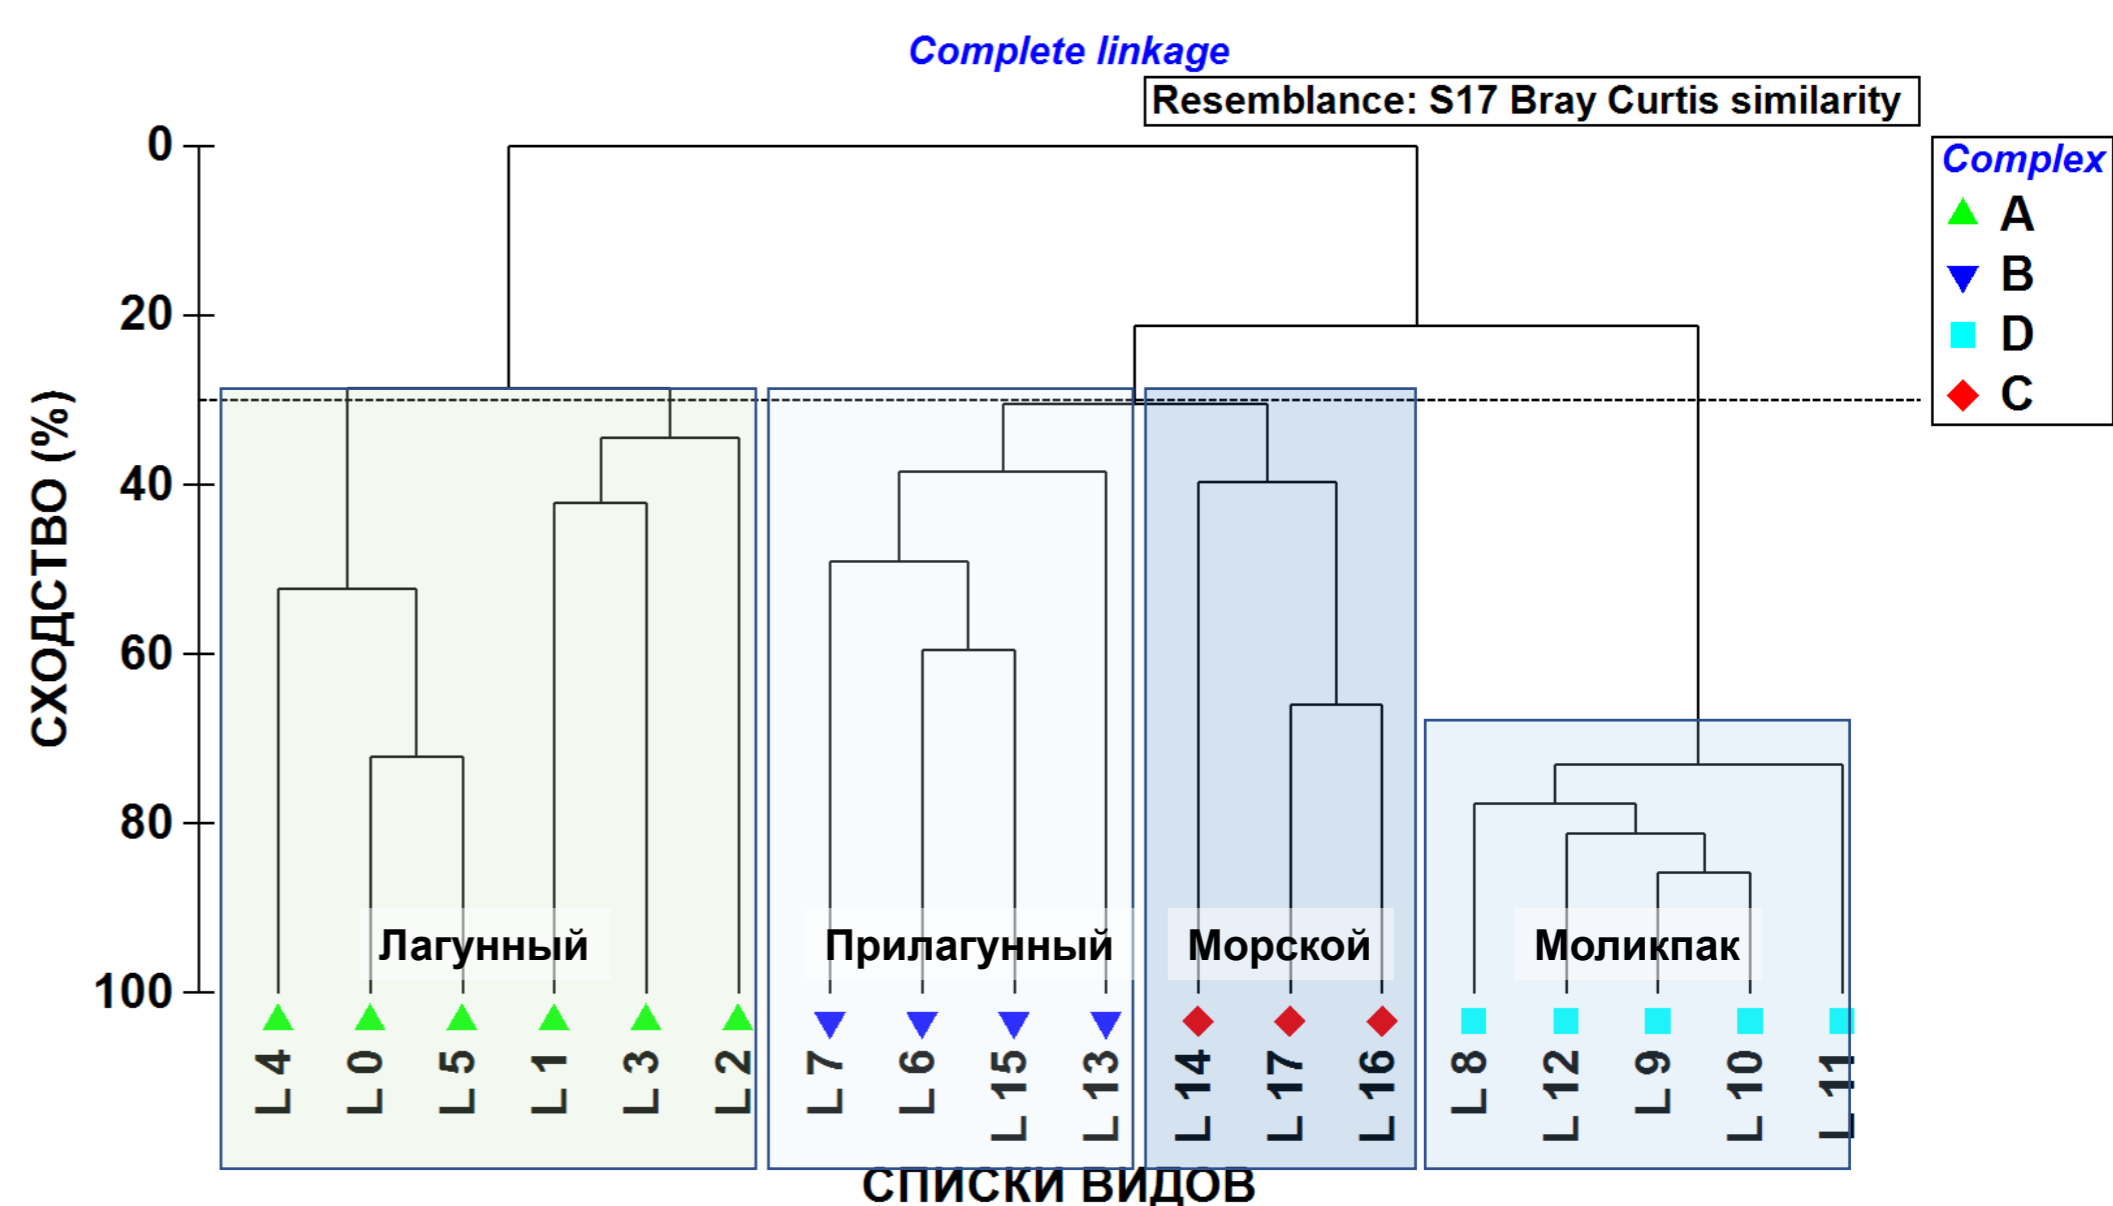 Complete linkage
Resemblance: S17 Bray Curtis similarity
Complex
A
B
D
C
0
20
40
60
80
100
СХОДСТВО (%)
Лагунный
Прилагунный
Морской
Моликпак
L 4
L 0
L 5
L 1
L 3
L 2
L 7
L 6
L 15
L 13
L 14
L 17
L 16
L 8
L 12
L 9
L 10
L 11
СПИСКИ ВИДОВ